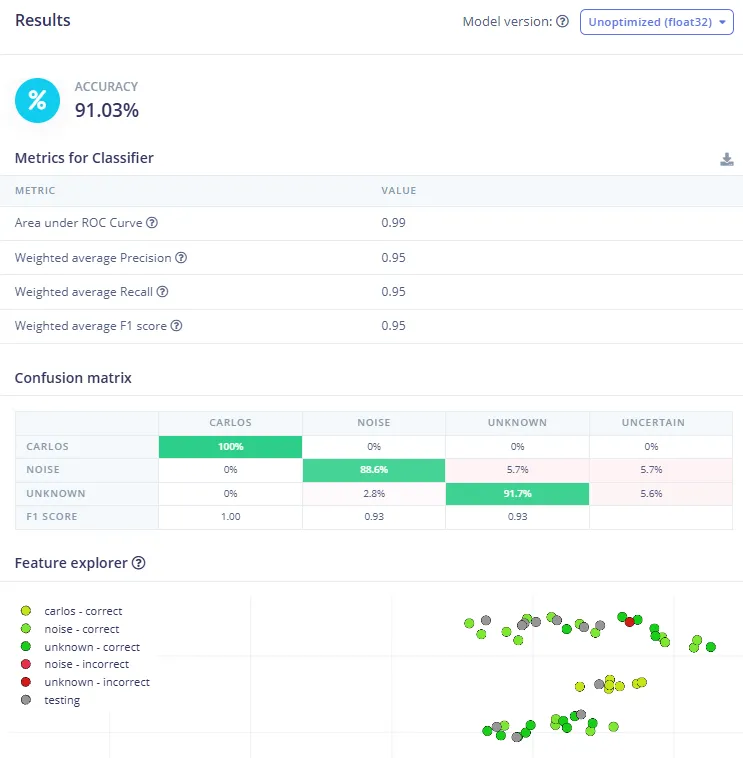 Results
Model version: Unoptimized (float32)
%
ACCURACY
91.03%
Metrics for Classifier
METRIC VALUE
Area under ROC Curve ? 0.99
Weighted average Precision ? 0.95
Weighted average Recall ? 0.95
Weighted average F1 score ? 0.95
Confusion matrix
CARLOS NOISE UNKNOWN UNCERTAIN
CARLOS 100% 0% 0% 0%
NOISE 0% 88.6% 5.7% 5.7%
UNKNOWN 0% 2.8% 91.7% 5.6%
F1 SCORE 1.00 0.93 0.93
Feature explorer ?
carlos - correct
noise - correct
unknown - correct
noise - incorrect
unknown - incorrect
testing